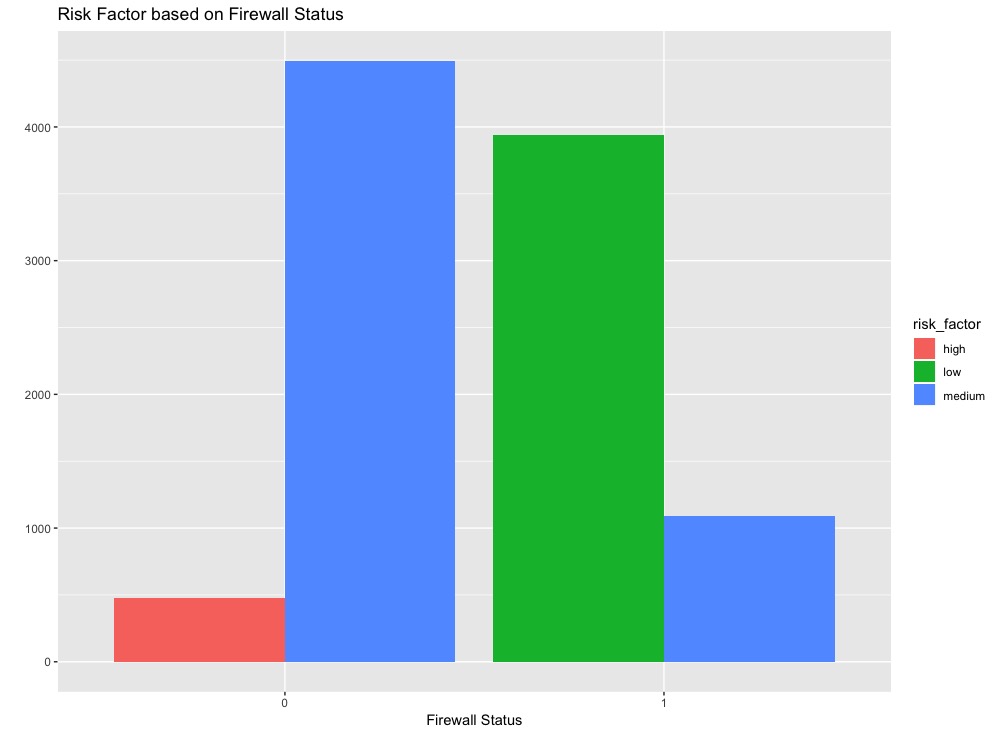 Risk Factor based on Firewall Status
4000
3000
2000
1000
0
0
1
Firewall Status
risk_factor
high
low
medium